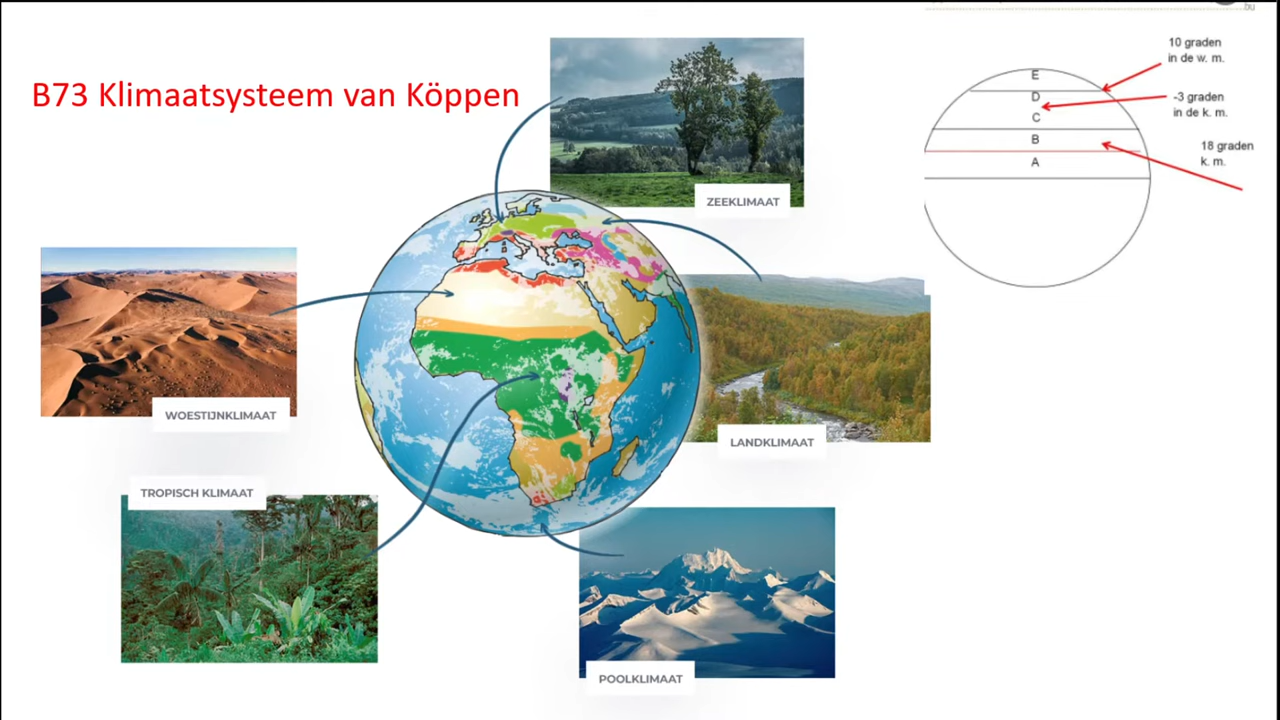 B73 Klimaatsysteem van Köppen
ZEEKLIMAAT
WOESTIJNKLIMAAT
LANDKLIMAAT
TROPISCH KLIMAAT
POOLKLIMAAT
bu
10 graden
in de w. m.
-3 graden
in de k. m.
18 graden
k. m.
E
D
C
B
A